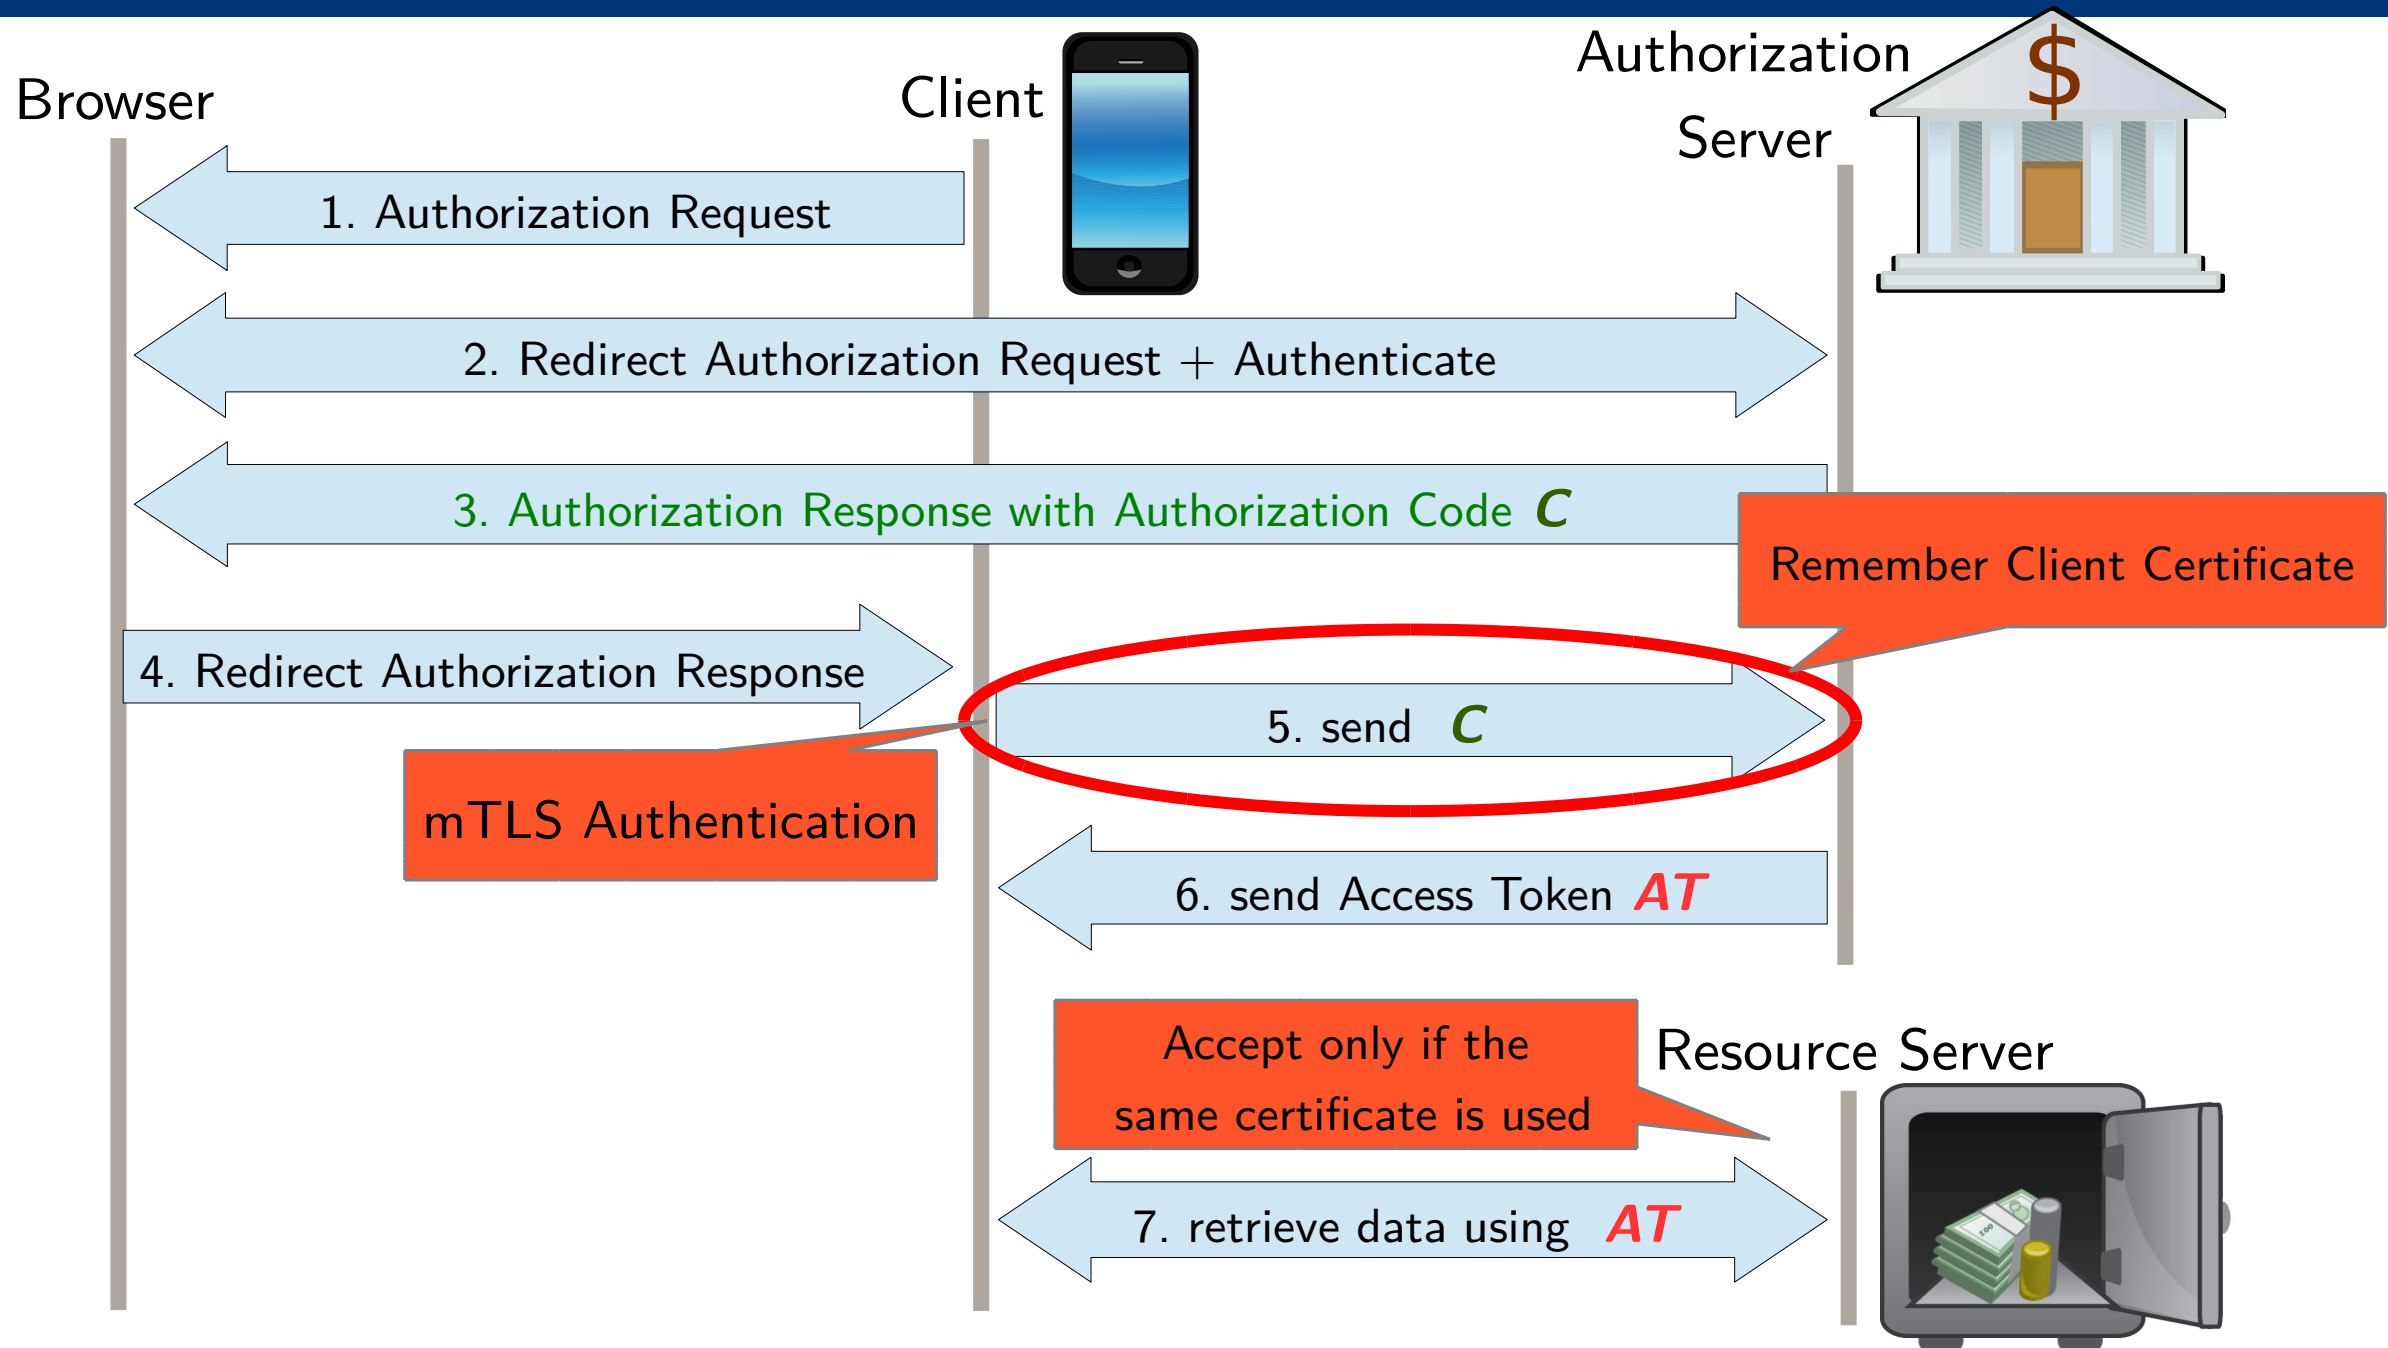 Browser
Client
Authorization
Server
$
1. Authorization Request
2. Redirect Authorization Request + Authenticate
3. Authorization Response with Authorization Code C
Remember Client Certificate
4. Redirect Authorization Response
5. send C
mTLS Authentication
6. send Access Token AT
Accept only if the
same certificate is used
Resource Server
7. retrieve data using AT
100